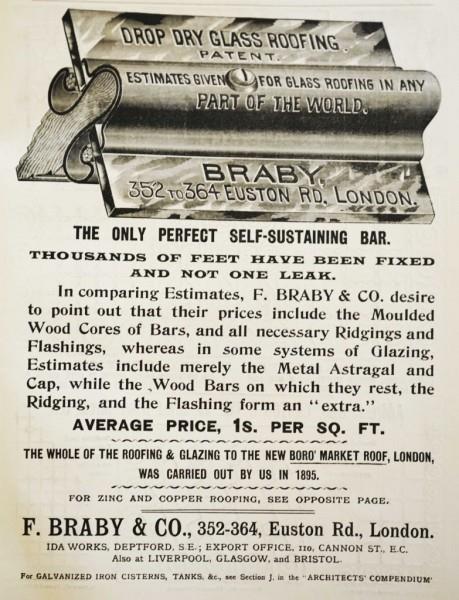 DROP DRY GLASS ROOFING.
PATENT.
ESTIMATES GIVEN FOR GLASS ROOFING IN ANY
PART OF THE WORLD.
BRABY,
352 TO 364 EUSTON RD, LONDON.
THE ONLY PERFECT SELF-SUSTAINING BAR.
THOUSANDS OF FEET HAVE BEEN FIXED
AND NOT ONE LEAK.
In comparing Estimates, F. BRABY & CO. desire
to point out that their prices include the Moulded
Wood Cores of Bars, and all necessary Ridgings and
Flashings, whereas in some systems of Glazing,
Estimates include merely the Metal Astragal and
Cap, while the Wood Bars on which they rest, the
Ridging, and the Flashing form an "extra."
AVERAGE PRICE, 1S. PER SQ. FT.
THE WHOLE OF THE ROOFING & GLAZING TO THE NEW BORO' MARKET ROOF, LONDON,
WAS CARRIED OUT BY US IN 1895.
FOR ZINC AND COPPER ROOFING, SEE OPPOSITE PAGE.
F. BRABY & CO., 352-364, Euston Rd., London.
IDA WORKS, DEPTFORD, S.E.; EXPORT OFFICE, 110, CANNON ST., E.C.
Also at LIVERPOOL, GLASGOW, and BRISTOL.
For GALVANIZED IRON CISTERNS, TANKS, &c., see Section J. in the "ARCHITECTS' COMPENDIUM'